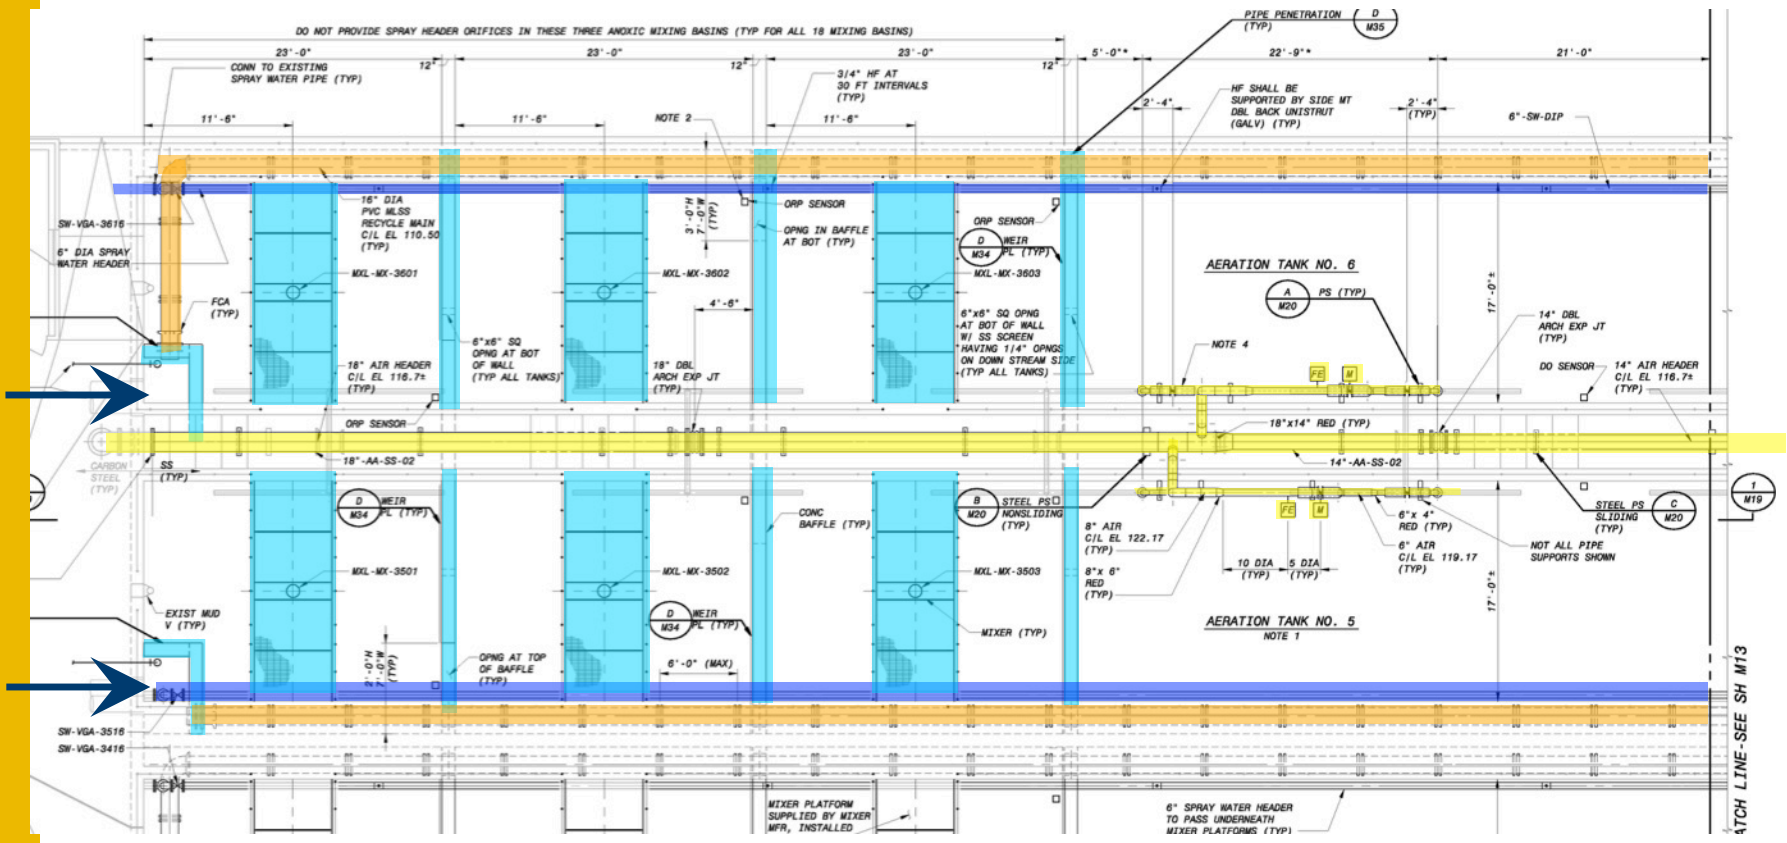 PIPE PENETRATION
(TYP)
D
M35
DO NOT PROVIDE SPRAY HEADER ORIFICES IN THESE THREE ANOXIC MIXING BASINS (TYP FOR ALL 18 MIXING BASINS)
23'-0"
12"
23'-0"
12"
23'-0"
12"
5'-0"*
22'-9"*
21'-0"
CONN TO EXISTING
SPRAY WATER PIPE (TYP)
3/4" HF AT
30 FT INTERVALS
(TYP)
HF SHALL BE
SUPPORTED BY SIDE MT
DBL BACK UNISTRUT
(GALV) (TYP)
2'-4"
2'-4"
(TYP)
6"-SW-DIP
11'-6"
11'-6"
NOTE 2
11'-6"
SW-VGA-3616
6" DIA SPRAY
WATER HEADER
16" DIA
PVC MLSS
RECYCLE MAIN
C/L EL 110.50
(TYP)
3'-0"H
7'-0"W
(TYP)
ORP SENSOR
OPNG IN BAFFLE
AT BOT (TYP)
ORP SENSOR
D
M34
WEIR
PL (TYP)
MXL-MX-3601
MXL-MX-3602
MXL-MX-3603
AERATION TANK NO. 6
A
M20
PS (TYP)
17'-0"±
FCA
(TYP)
4'-6"
6"x6" SQ
OPNG AT BOT
OF WALL
(TYP ALL TANKS)
6"x6" SQ OPNG
AT BOT OF WALL
W/ SS SCREEN
HAVING 1/4" OPNGS
ON DOWN STREAM SIDE
(TYP ALL TANKS)
14" DBL
ARCH EXP JT
(TYP)
NOTE 4
18" AIR HEADER
C/L EL 116.7±
(TYP)
18" DBL
ARCH EXP JT
(TYP)
FE
M
DO SENSOR
14" AIR HEADER
C/L EL 116.7±
(TYP)
ORP SENSOR
18"x14" RED (TYP)
CARBON
STEEL
(TYP)
SS
(TYP)
18"-AA-SS-02
14"-AA-SS-02
D
M34
WEIR
PL (TYP)
CONC
BAFFLE (TYP)
B
M20
STEEL PS
NONSLIDING
(TYP)
FE
M
6"x 4"
RED (TYP)
STEEL PS
SLIDING
(TYP)
C
M20
1
M19
8" AIR
C/L EL 122.17
(TYP)
8"x 6"
RED
(TYP)
10 DIA
(TYP)
5 DIA
(TYP)
6" AIR
C/L EL 119.17
(TYP)
NOT ALL PIPE
SUPPORTS SHOWN
17'-0"±
MXL-MX-3501
MXL-MX-3502
MXL-MX-3503
EXIST MUD
V (TYP)
D
M34
WEIR
PL (TYP)
MIXER (TYP)
AERATION TANK NO. 5
NOTE 1
2'-0"H
7'-0"W
(TYP)
OPNG AT TOP
OF BAFFLE
(TYP)
6'-0" (MAX)
SW-VGA-3516
SW-VGA-3416
MIXER PLATFORM
SUPPLIED BY MIXER
MFR, INSTALLED
6" SPRAY WATER HEADER
TO PASS UNDERNEATH
MIXER PLATFORMS (TYP)
ATCH LINE-SEE SH M13